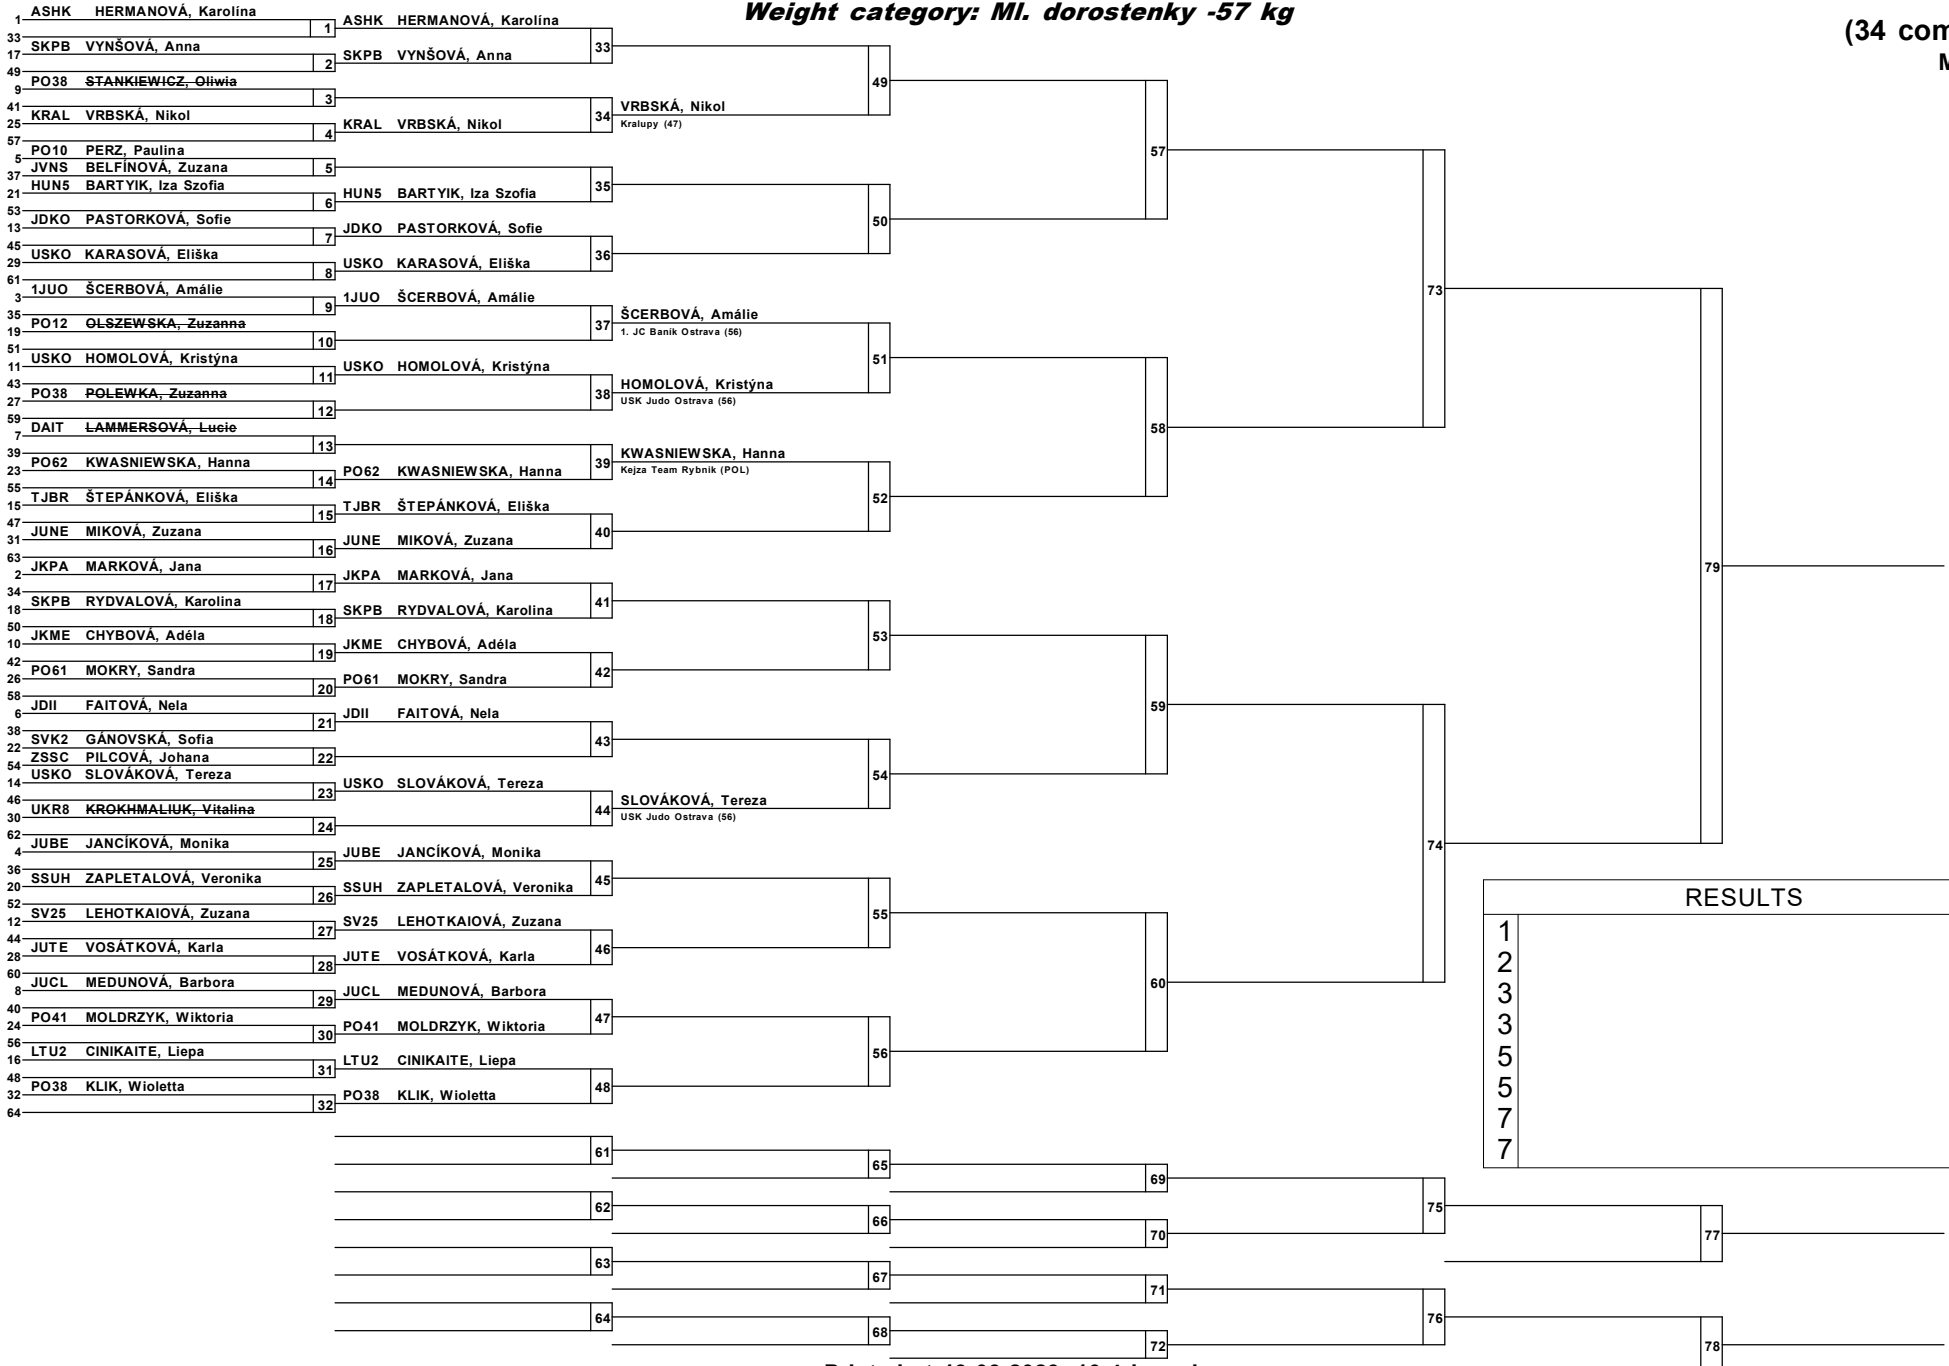 Weight category: Ml. dorostenky -57 kg
(34 com
M
1 ASHK HERMANOVÁ, Karolína
33
17 SKPB VYNŠOVÁ, Anna
49
9 PO38 STANKIEWICZ, Oliwia
41
25 KRAL VRBSKÁ, Nikol
57
5 PO10 PERZ, Paulina
37 JVNS BELFÍNOVÁ, Zuzana
21 HUN5 BARTYIK, Iza Szofia
53
13 JDKO PASTORKOVÁ, Sofie
45
29 USKO KARASOVÁ, Eliška
61
3 1JUO ŠCERBOVÁ, Amálie
35
19 PO12 OLSZEWSKA, Zuzanna
51
11 USKO HOMOLOVÁ, Kristýna
43
27 PO38 POLEWKA, Zuzanna
59
7 DAIT LAMMERSOVÁ, Lucie
39
23 PO62 KWASNIEWSKA, Hanna
55
15 TJBR ŠTEPÁNKOVÁ, Eliška
47
31 JUNE MIKOVÁ, Zuzana
63
2 JKPA MARKOVÁ, Jana
34
18 SKPB RYDVALOVÁ, Karolina
50
10 JKME CHYBOVÁ, Adéla
42
26 PO61 MOKRY, Sandra
58
6 JDII FAITOVÁ, Nela
38
22 SVK2 GÁNOVSKÁ, Sofia
54 ZSSC PILCOVÁ, Johana
14 USKO SLOVÁKOVÁ, Tereza
46
30 UKR8 KROKHMALIUK, Vitalina
62
4 JUBE JANCÍKOVÁ, Monika
36
20 SSUH ZAPLETALOVÁ, Veronika
52
12 SV25 LEHOTKAIOVÁ, Zuzana
44
28 JUTE VOSÁTKOVÁ, Karla
60
8 JUCL MEDUNOVÁ, Barbora
40
24 PO41 MOLDRZYK, Wiktoria
56
16 LTU2 CINIKAITE, Liepa
48
32 PO38 KLIK, Wioletta
64
1 ASHK HERMANOVÁ, Karolína
2 SKPB VYNŠOVÁ, Anna
3
4 KRAL VRBSKÁ, Nikol
5
6 HUN5 BARTYIK, Iza Szofia
7 JDKO PASTORKOVÁ, Sofie
8 USKO KARASOVÁ, Eliška
9 1JUO ŠCERBOVÁ, Amálie
10
11 USKO HOMOLOVÁ, Kristýna
12
13
14 PO62 KWASNIEWSKA, Hanna
15 TJBR ŠTEPÁNKOVÁ, Eliška
16 JUNE MIKOVÁ, Zuzana
17 JKPA MARKOVÁ, Jana
18 SKPB RYDVALOVÁ, Karolina
19 JKME CHYBOVÁ, Adéla
20 PO61 MOKRY, Sandra
21 JDII FAITOVÁ, Nela
22
23 USKO SLOVÁKOVÁ, Tereza
24
25 JUBE JANCÍKOVÁ, Monika
26 SSUH ZAPLETALOVÁ, Veronika
27 SV25 LEHOTKAIOVÁ, Zuzana
28 JUTE VOSÁTKOVÁ, Karla
29 JUCL MEDUNOVÁ, Barbora
30 PO41 MOLDRZYK, Wiktoria
31 LTU2 CINIKAITE, Liepa
32 PO38 KLIK, Wioletta
33
34 VRBSKÁ, Nikol
Kralupy (47)
35
36
37 ŠCERBOVÁ, Amálie
1. JC Baník Ostrava (56)
38 HOMOLOVÁ, Kristýna
USK Judo Ostrava (56)
39 KWASNIEWSKA, Hanna
Kejza Team Rybnik (POL)
40
41
42
43
44 SLOVÁKOVÁ, Tereza
USK Judo Ostrava (56)
45
46
47
48
49
50
51
52
53
54
55
56
57
58
59
60
73
74
79
RESULTS
1
2
3
3
5
5
7
7
61
62
63
64
65
66
67
68
69
70
71
72
75
76
77
78